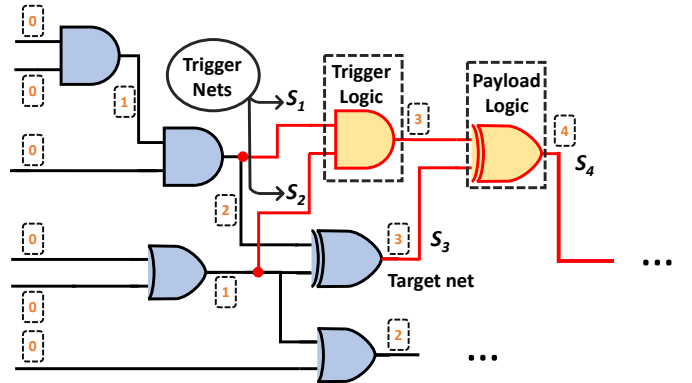 0
0
1
0
Trigger
Nets
S1
S2
Trigger
Logic
3
Payload
Logic
4
S4
2
0
0
1
3
S3
Target net
0
2
...
...